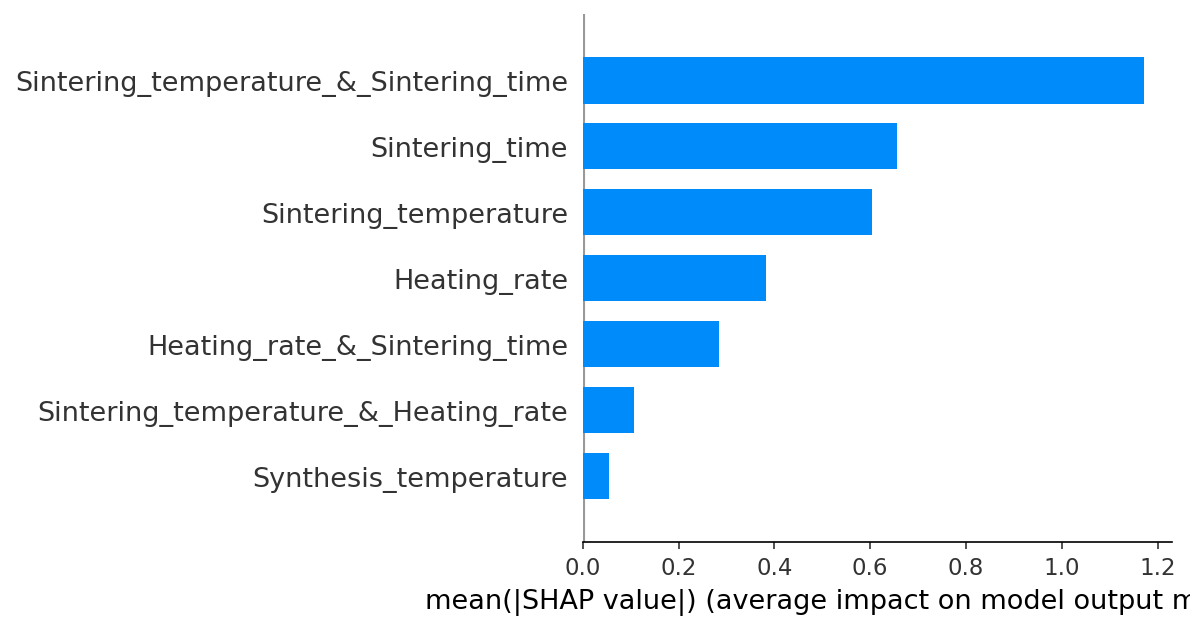 Sintering_temperature_&_Sintering_time
Sintering_time
Sintering_temperature
Heating_rate
Heating_rate_&_Sintering_time
Sintering_temperature_&_Heating_rate
Synthesis_temperature
0.0 0.2 0.4 0.6 0.8 1.0 1.2
mean(|SHAP value|) (average impact on model output